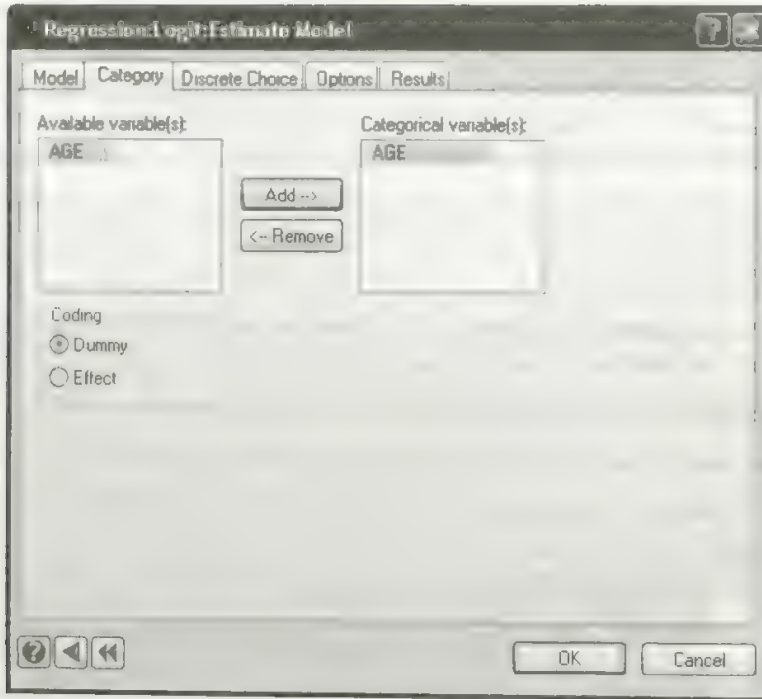 Regression:Logit:Estimate Model
Model Category Discrete Choice Options Results
Available variable(s):
AGE
Categorical variable(s):
AGE
Add -->
<-- Remove
Coding
Dummy
Effect
OK
Cancel